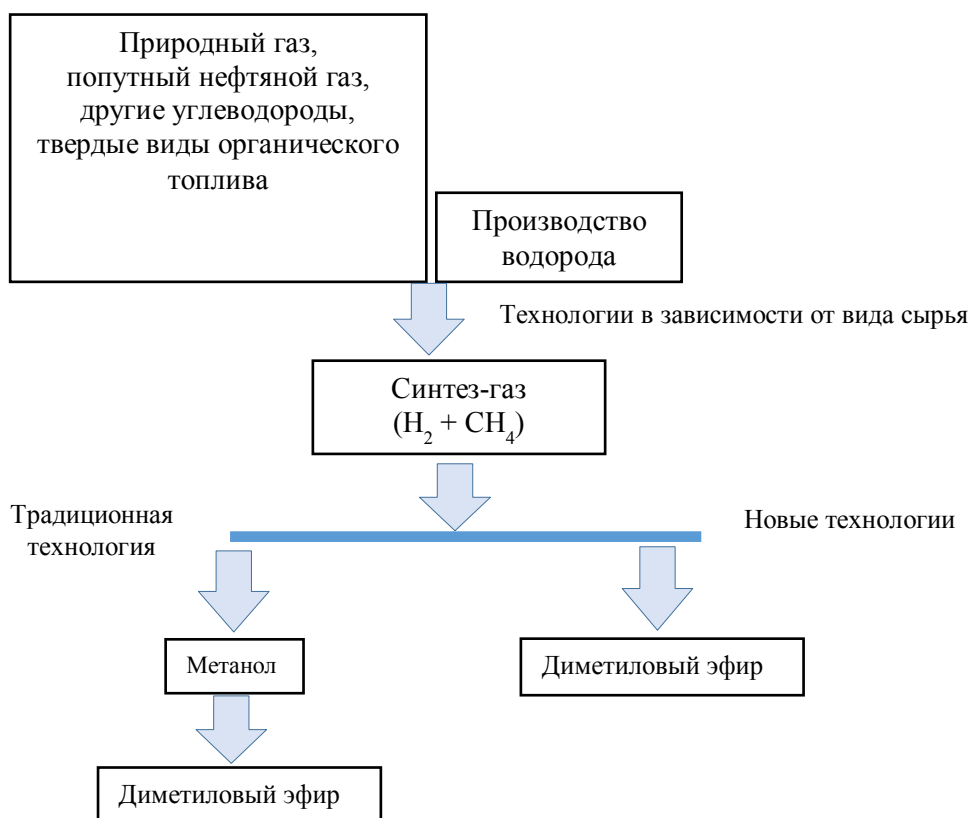 Природный газ,
попутный нефтяной газ,
другие углеводороды,
твердые виды органического
топлива
Производство
водорода
Технологии в зависимости от вида сырья
Синтез-газ
(H₂ + CH₄)
Традиционная
технология
Новые технологии
Метанол
Диметиловый эфир
Диметиловый эфир